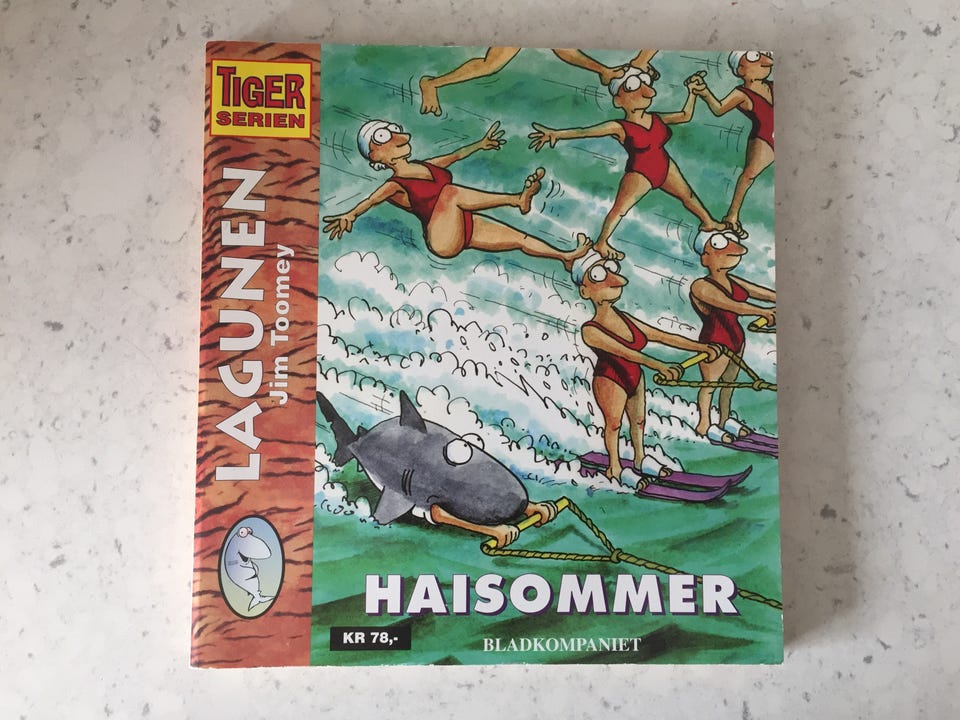 TIGER
SERIEN
LAGUNEN
Jim Toomey
HAISOMMER
KR 78,-
BLADKOMPANIET